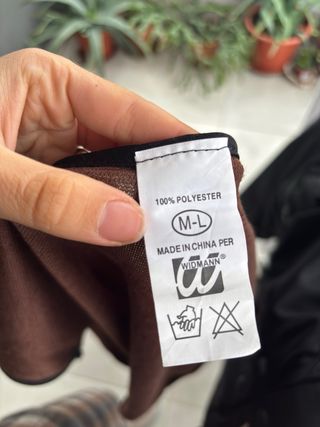 100% POLYESTER
M-L
MADE IN CHINA PER
WIDMANN®
W